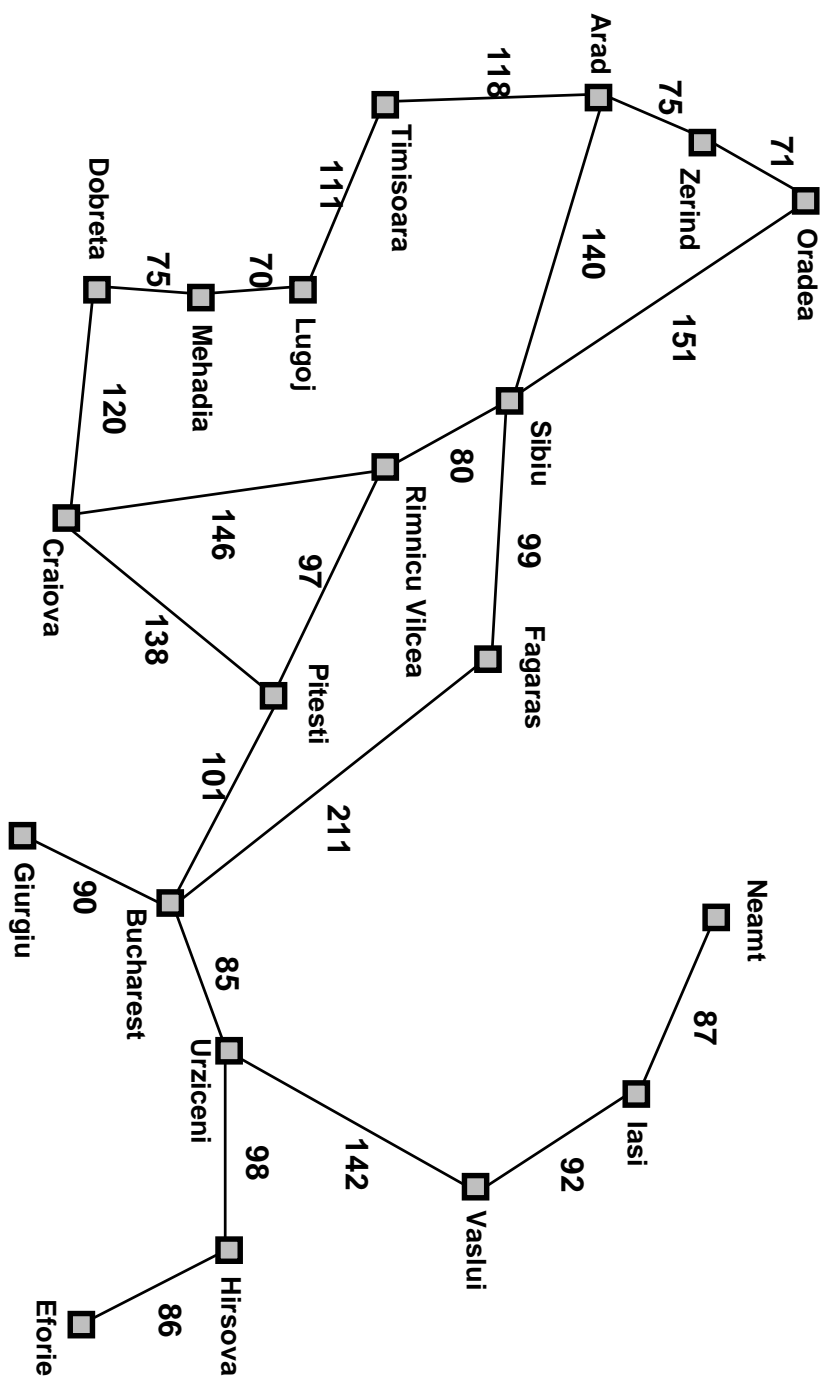 Oradea
71
Zerind
75
Arad
151
140
118
Timisoara
111
Lugoj
70
Mehadia
75
Dobreta
120
Sibiu
99
Fagaras
80
Rimnicu Vilcea
97
Pitesti
146
138
Craiova
211
101
Bucharest
90
Giurgiu
85
Urziceni
Neamt
87
Iasi
92
Vaslui
142
98
Hirsova
86
Eforie